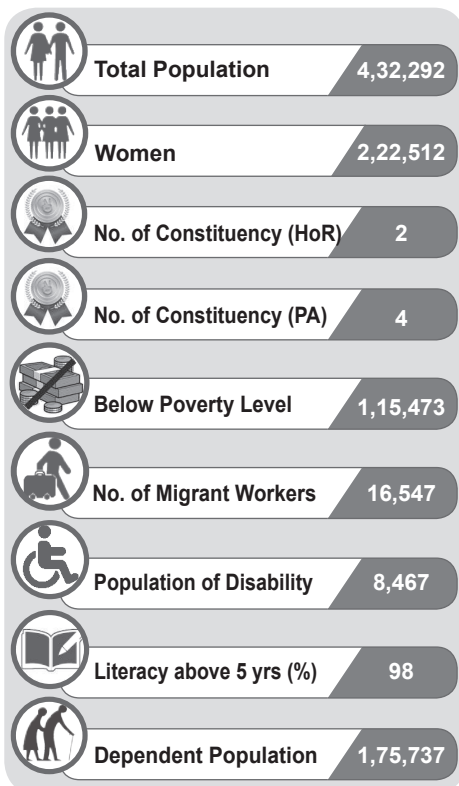 Total Population 4,32,292
Women 2,22,512
No. of Constituency (HoR) 2
No. of Constituency (PA) 4
Below Poverty Level 1,15,473
No. of Migrant Workers 16,547
Population of Disability 8,467
Literacy above 5 yrs (%) 98
Dependent Population 1,75,737